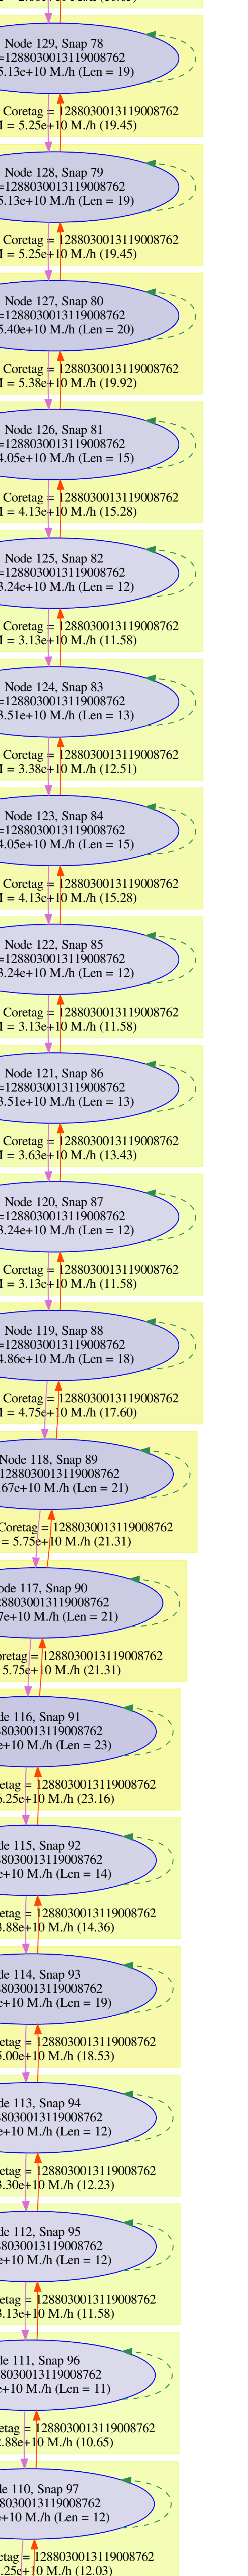 Node 129, Snap 78
=1288030013119008762
5.13e+10 M./h (Len = 19)
Coretag = 1288030013119008762
M = 5.25e+10 M./h (19.45)
Node 128, Snap 79
=1288030013119008762
5.13e+10 M./h (Len = 19)
Coretag = 1288030013119008762
M = 5.25e+10 M./h (19.45)
Node 127, Snap 80
=1288030013119008762
5.40e+10 M./h (Len = 20)
Coretag = 1288030013119008762
M = 5.38e+10 M./h (19.92)
Node 126, Snap 81
=1288030013119008762
4.05e+10 M./h (Len = 15)
Coretag = 1288030013119008762
M = 4.13e+10 M./h (15.28)
Node 125, Snap 82
=1288030013119008762
3.24e+10 M./h (Len = 12)
Coretag = 1288030013119008762
M = 3.13e+10 M./h (11.58)
Node 124, Snap 83
=1288030013119008762
3.51e+10 M./h (Len = 13)
Coretag = 1288030013119008762
M = 3.38e+10 M./h (12.51)
Node 123, Snap 84
=1288030013119008762
4.05e+10 M./h (Len = 15)
Coretag = 1288030013119008762
M = 4.13e+10 M./h (15.28)
Node 122, Snap 85
=1288030013119008762
3.24e+10 M./h (Len = 12)
Coretag = 1288030013119008762
M = 3.13e+10 M./h (11.58)
Node 121, Snap 86
=1288030013119008762
3.51e+10 M./h (Len = 13)
Coretag = 1288030013119008762
M = 3.63e+10 M./h (13.43)
Node 120, Snap 87
=1288030013119008762
3.24e+10 M./h (Len = 12)
Coretag = 1288030013119008762
M = 3.13e+10 M./h (11.58)
Node 119, Snap 88
=1288030013119008762
4.86e+10 M./h (Len = 18)
Coretag = 1288030013119008762
M = 4.75e+10 M./h (17.60)
Node 118, Snap 89
1288030013119008762
67e+10 M./h (Len = 21)
Coretag = 1288030013119008762
= 5.75e+10 M./h (21.31)
ode 117, Snap 90
288030013119008762
7e+10 M./h (Len = 21)
oretag = 1288030013119008762
5.75e+10 M./h (21.31)
de 116, Snap 91
88030013119008762
e+10 M./h (Len = 23)
etag = 1288030013119008762
6.25e+10 M./h (23.16)
de 115, Snap 92
88030013119008762
e+10 M./h (Len = 14)
etag = 1288030013119008762
3.88e+10 M./h (14.36)
de 114, Snap 93
88030013119008762
e+10 M./h (Len = 19)
etag = 1288030013119008762
5.00e+10 M./h (18.53)
de 113, Snap 94
88030013119008762
e+10 M./h (Len = 12)
etag = 1288030013119008762
3.30e+10 M./h (12.23)
de 112, Snap 95
88030013119008762
e+10 M./h (Len = 12)
etag = 1288030013119008762
3.13e+10 M./h (11.58)
de 111, Snap 96
88030013119008762
e+10 M./h (Len = 11)
etag = 1288030013119008762
2.88e+10 M./h (10.65)
de 110, Snap 97
88030013119008762
e+10 M./h (Len = 12)
etag = 1288030013119008762
.25e+10 M./h (12.03)